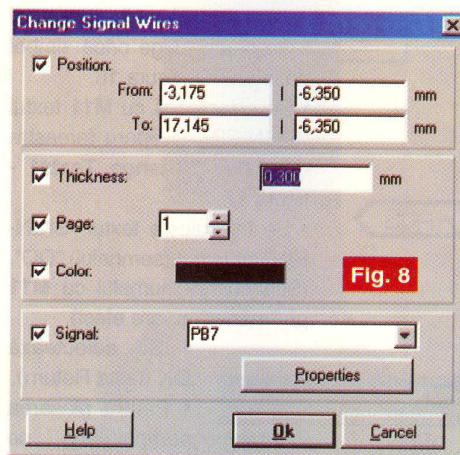 Change Signal Wires
Position:
From: -3,175 | -6,350 mm
To: 17,145 | -6,350 mm
Thickness: 0,300 mm
Page: 1
Color:
Fig. 8
Signal: PB7
Properties
Help Ok Cancel